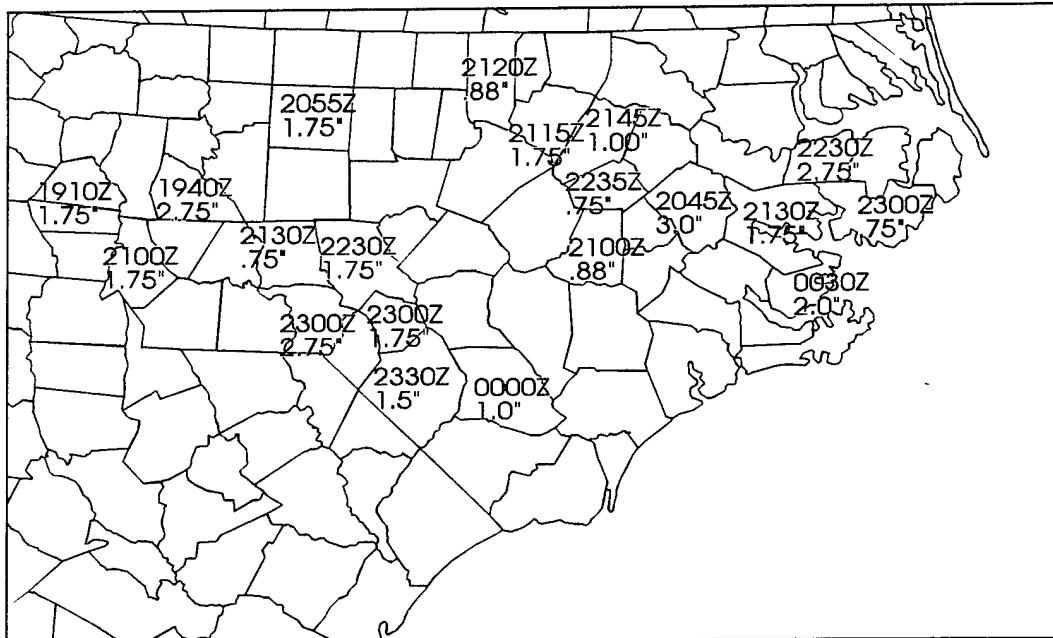 2120Z
.88"
2055Z
1.75"
2145Z
1.00"
2115Z
1.75"
2230Z
2.75"
1910Z
1.75"
1940Z
2.75"
2235Z
.75"
2045Z
3.0"
2130Z
1.75"
2300Z
.75"
2100Z
1.75"
2130Z
.75"
2230Z
1.75"
2100Z
.88"
0030Z
2.0"
2300Z
2.75"
2300Z
1.75"
2330Z
1.5"
0000Z
1.0"